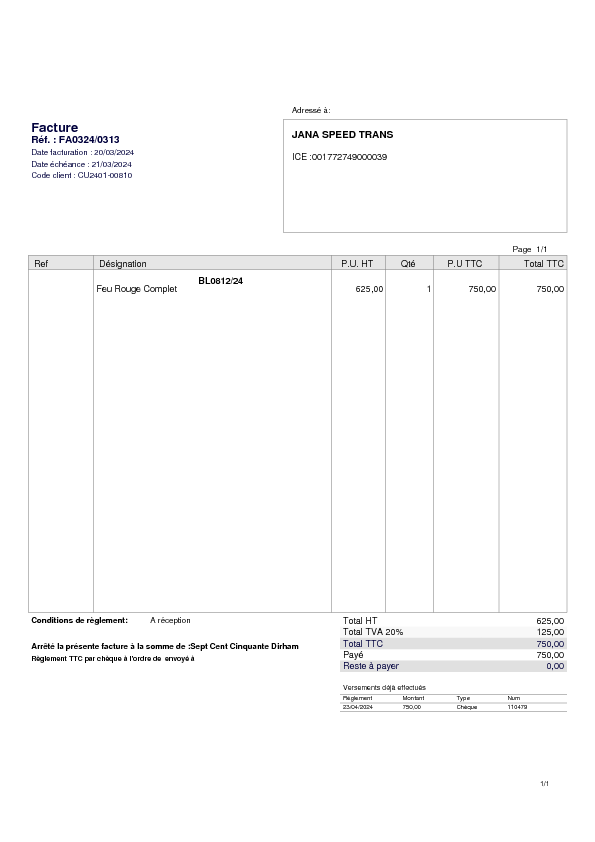 Adressé à:
Facture
Réf. : FA0324/0313
Date facturation : 20/03/2024
Date échéance : 21/03/2024
Code client : CU2401-00810
JANA SPEED TRANS
ICE :001772749000039
Page 1/1
Ref Désignation P.U. HT Qté P.U TTC Total TTC
BL0812/24
Feu Rouge Complet 625,00 1 750,00 750,00
Conditions de règlement: A réception
Total HT 625,00
Total TVA 20% 125,00
Total TTC 750,00
Payé 750,00
Reste à payer 0,00
Arrêté la présente facture à la somme de :Sept Cent Cinquante Dirham
Règlement TTC par chèque à l'ordre de envoyé à
Versements déjà effectués
Règlement Montant Type Num
23/04/2024 750,00 Chèque 110479
1/1